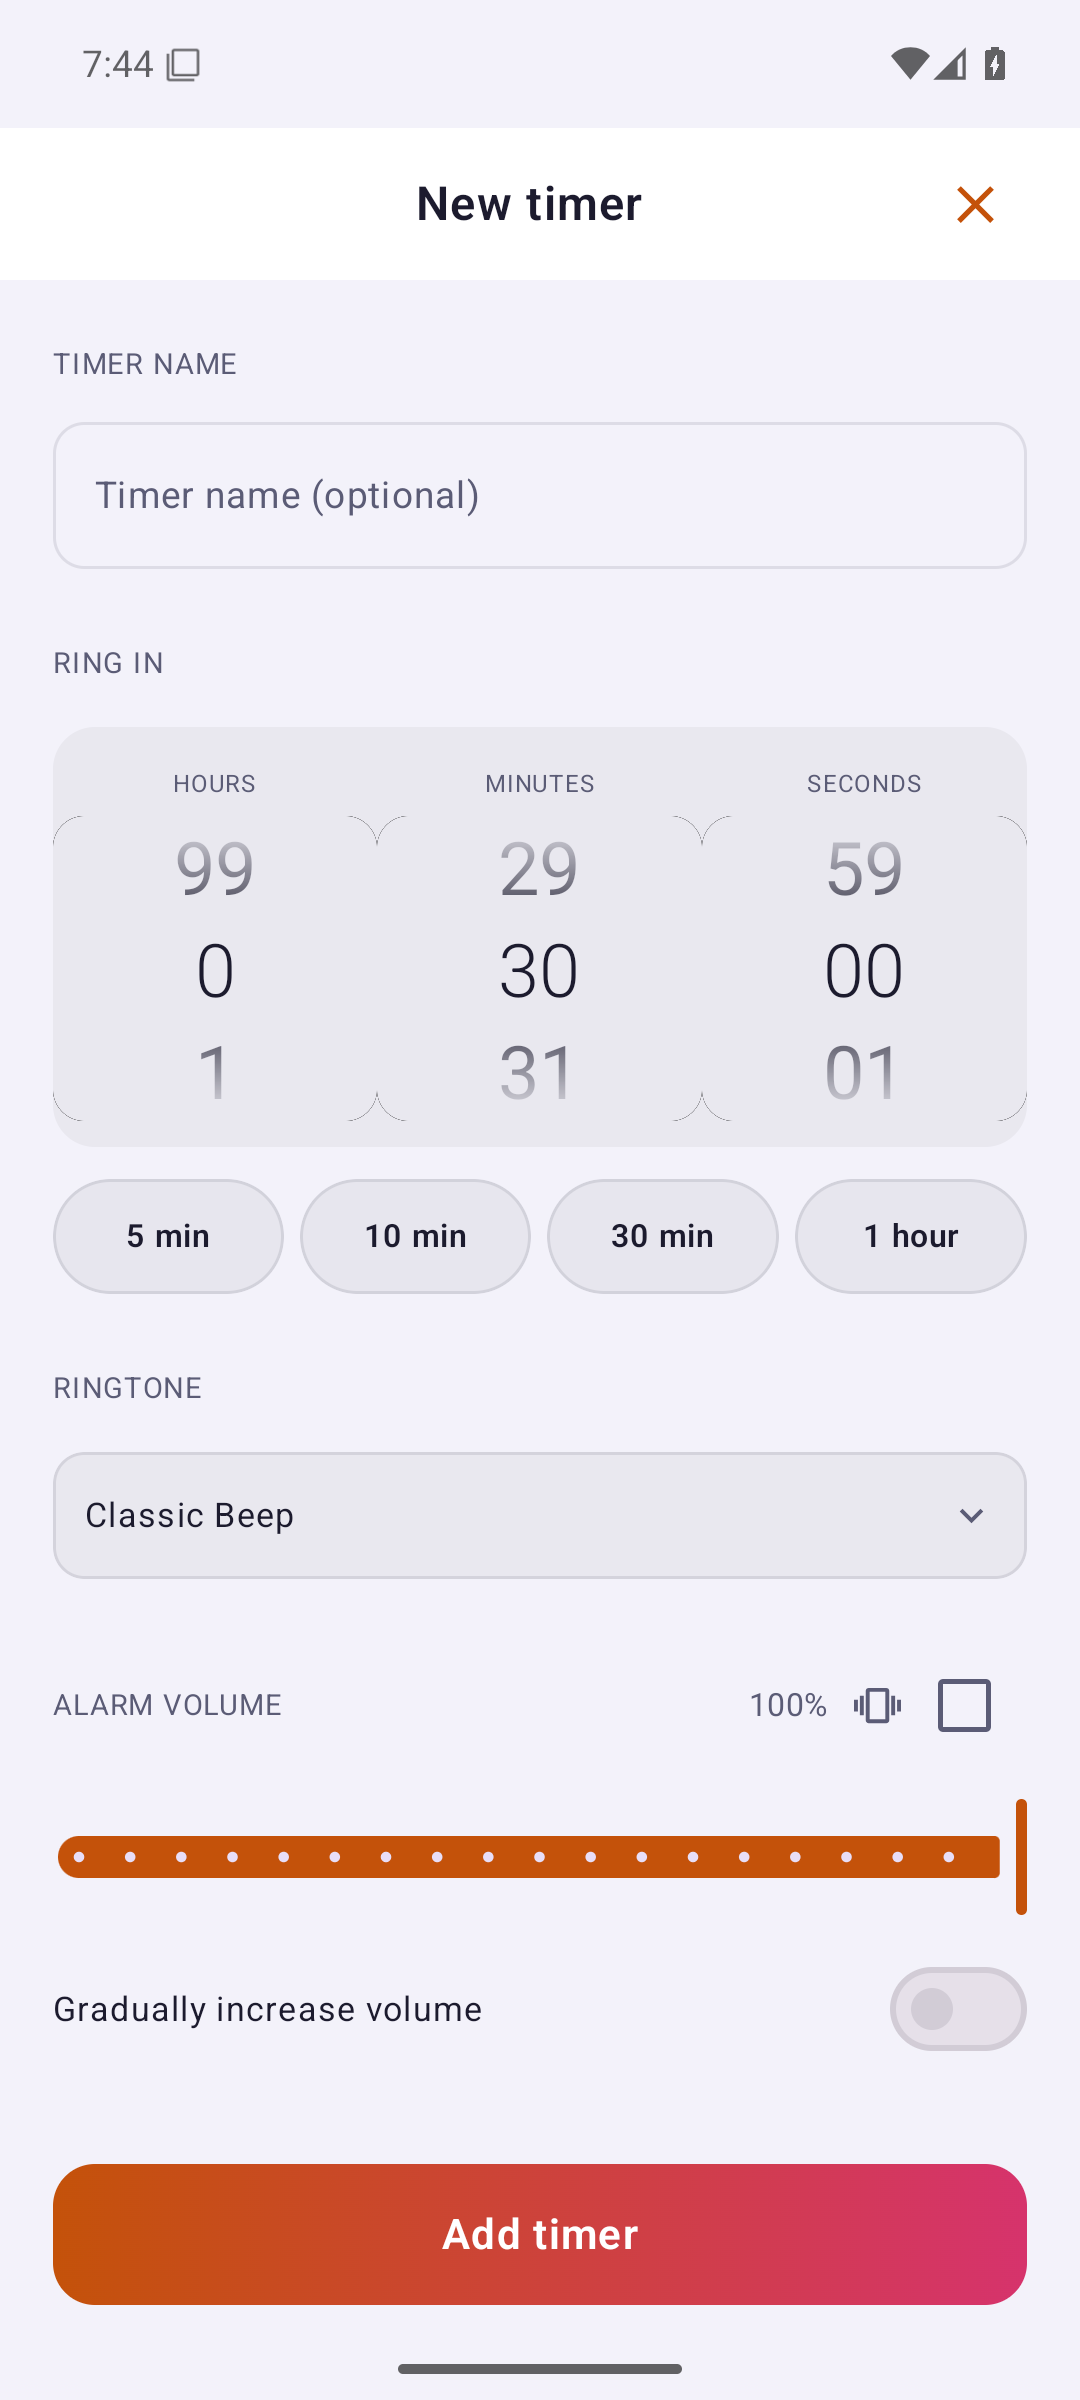 7:44
New timer
TIMER NAME
Timer name (optional)
RING IN
HOURS MINUTES SECONDS
99 29 59
0 30 00
1 31 01
5 min 10 min 30 min 1 hour
RINGTONE
Classic Beep
ALARM VOLUME 100%
Gradually increase volume
Add timer